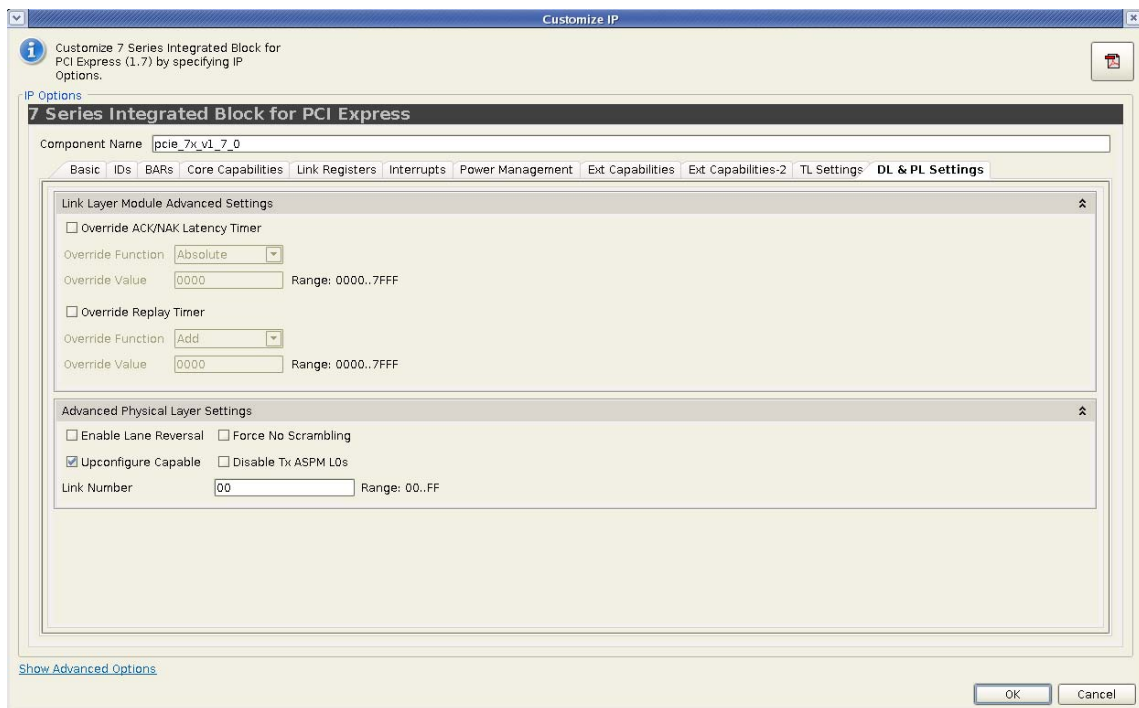 Customize IP
Customize 7 Series Integrated Block for
PCI Express (1.7) by specifying IP
Options.
IP Options
7 Series Integrated Block for PCI Express
Component Name pcie_7x_v1_7_0
Basic IDs BARs Core Capabilities Link Registers Interrupts Power Management Ext Capabilities Ext Capabilities-2 TL Settings DL & PL Settings
Link Layer Module Advanced Settings
Override ACK/NAK Latency Timer
Override Function Absolute
Override Value 0000 Range: 0000..7FFF
Override Replay Timer
Override Function Add
Override Value 0000 Range: 0000..7FFF
Advanced Physical Layer Settings
Enable Lane Reversal Force No Scrambling
Upconfigure Capable Disable Tx ASPM L0s
Link Number 00 Range: 00..FF
Show Advanced Options
OK Cancel